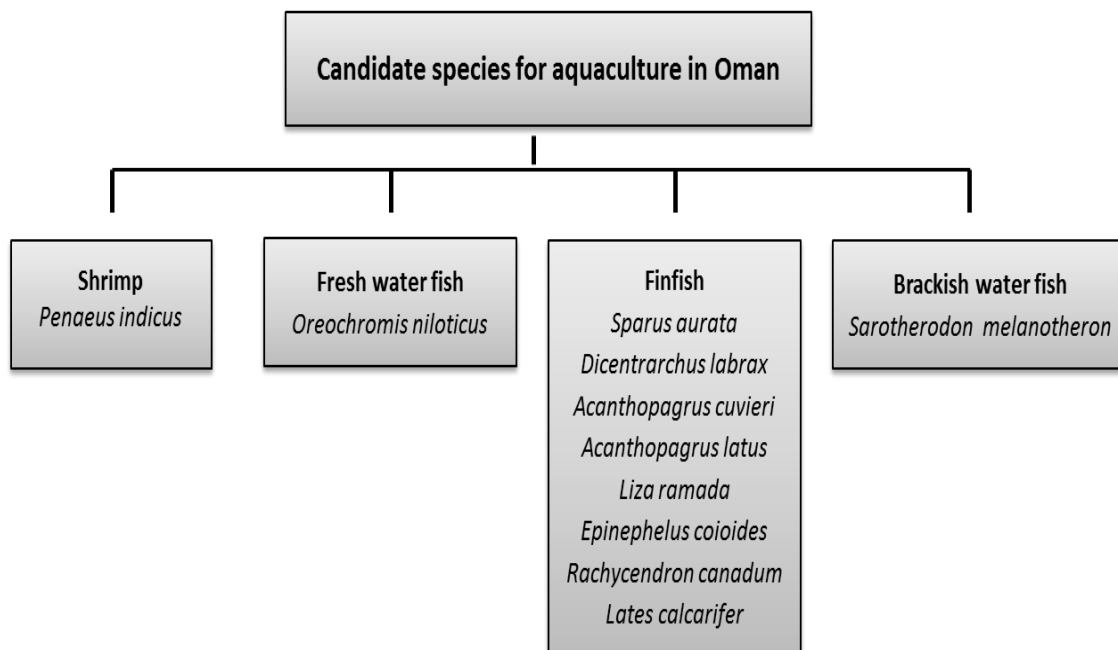 Candidate species for aquaculture in Oman
Shrimp
Penaeus indicus
Fresh water fish
Oreochromis niloticus
Finfish
Sparus aurata
Dicentrarchus labrax
Acanthopagrus cuvieri
Acanthopagrus latus
Liza ramada
Epinephelus coioides
Rachycendron canadum
Lates calcarifer
Brackish water fish
Sarotherodon melanotheron